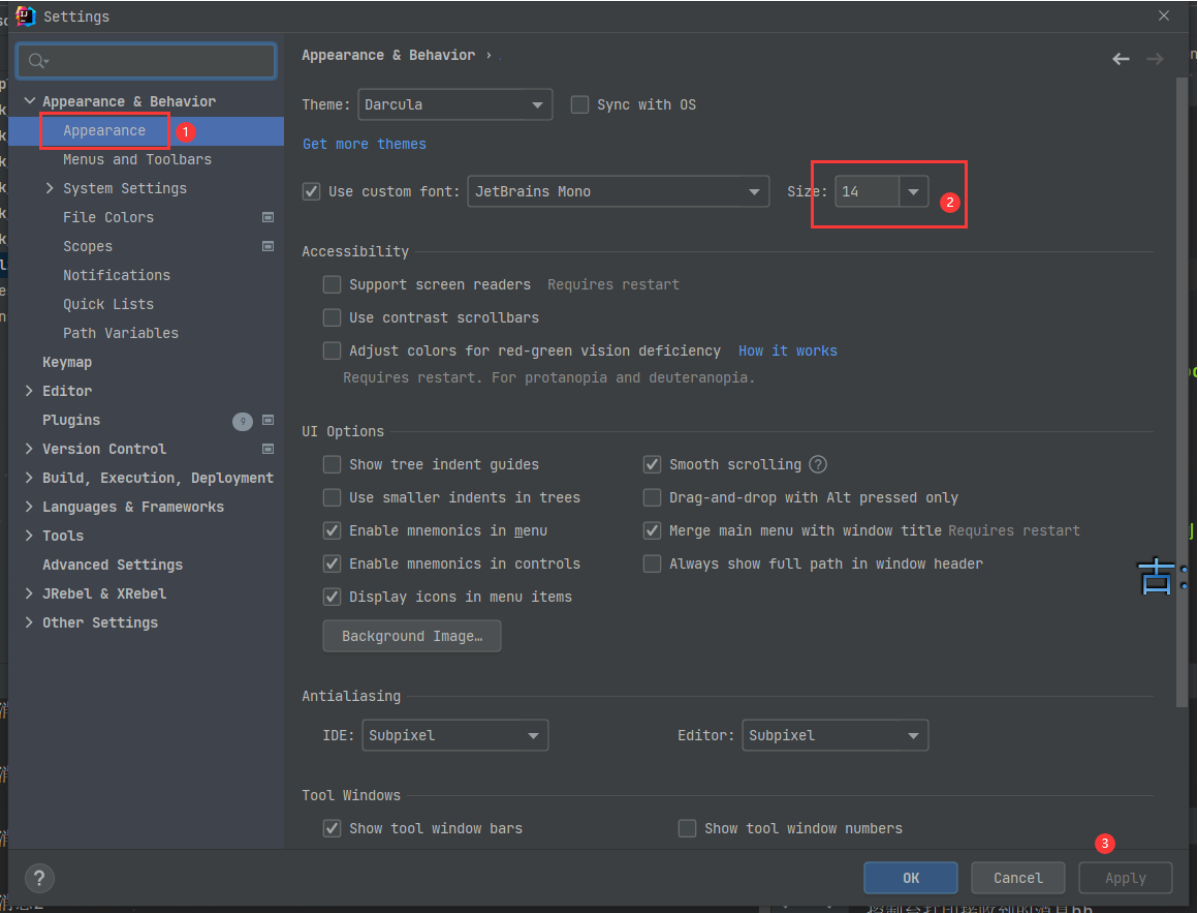 Settings
Appearance & Behavior ›
Appearance & Behavior
Appearance 1
Menus and Toolbars
System Settings
File Colors
Scopes
Notifications
Quick Lists
Path Variables
Keymap
Editor
Plugins
Version Control
Build, Execution, Deployment
Languages & Frameworks
Tools
Advanced Settings
JRebel & XRebel
Other Settings
Theme: Darcula Sync with OS
Get more themes
Use custom font: JetBrains Mono Size: 14 2
Accessibility
Support screen readers Requires restart
Use contrast scrollbars
Adjust colors for red-green vision deficiency How it works
Requires restart. For protanopia and deuteranopia.
UI Options
Show tree indent guides Smooth scrolling ?
Use smaller indents in trees Drag-and-drop with Alt pressed only
Enable mnemonics in menu Merge main menu with window title Requires restart
Enable mnemonics in controls Always show full path in window header
Display icons in menu items
Background Image…
Antialiasing
IDE: Subpixel Editor: Subpixel
Tool Windows
Show tool window bars Show tool window numbers
3
? OK Cancel Apply
古: